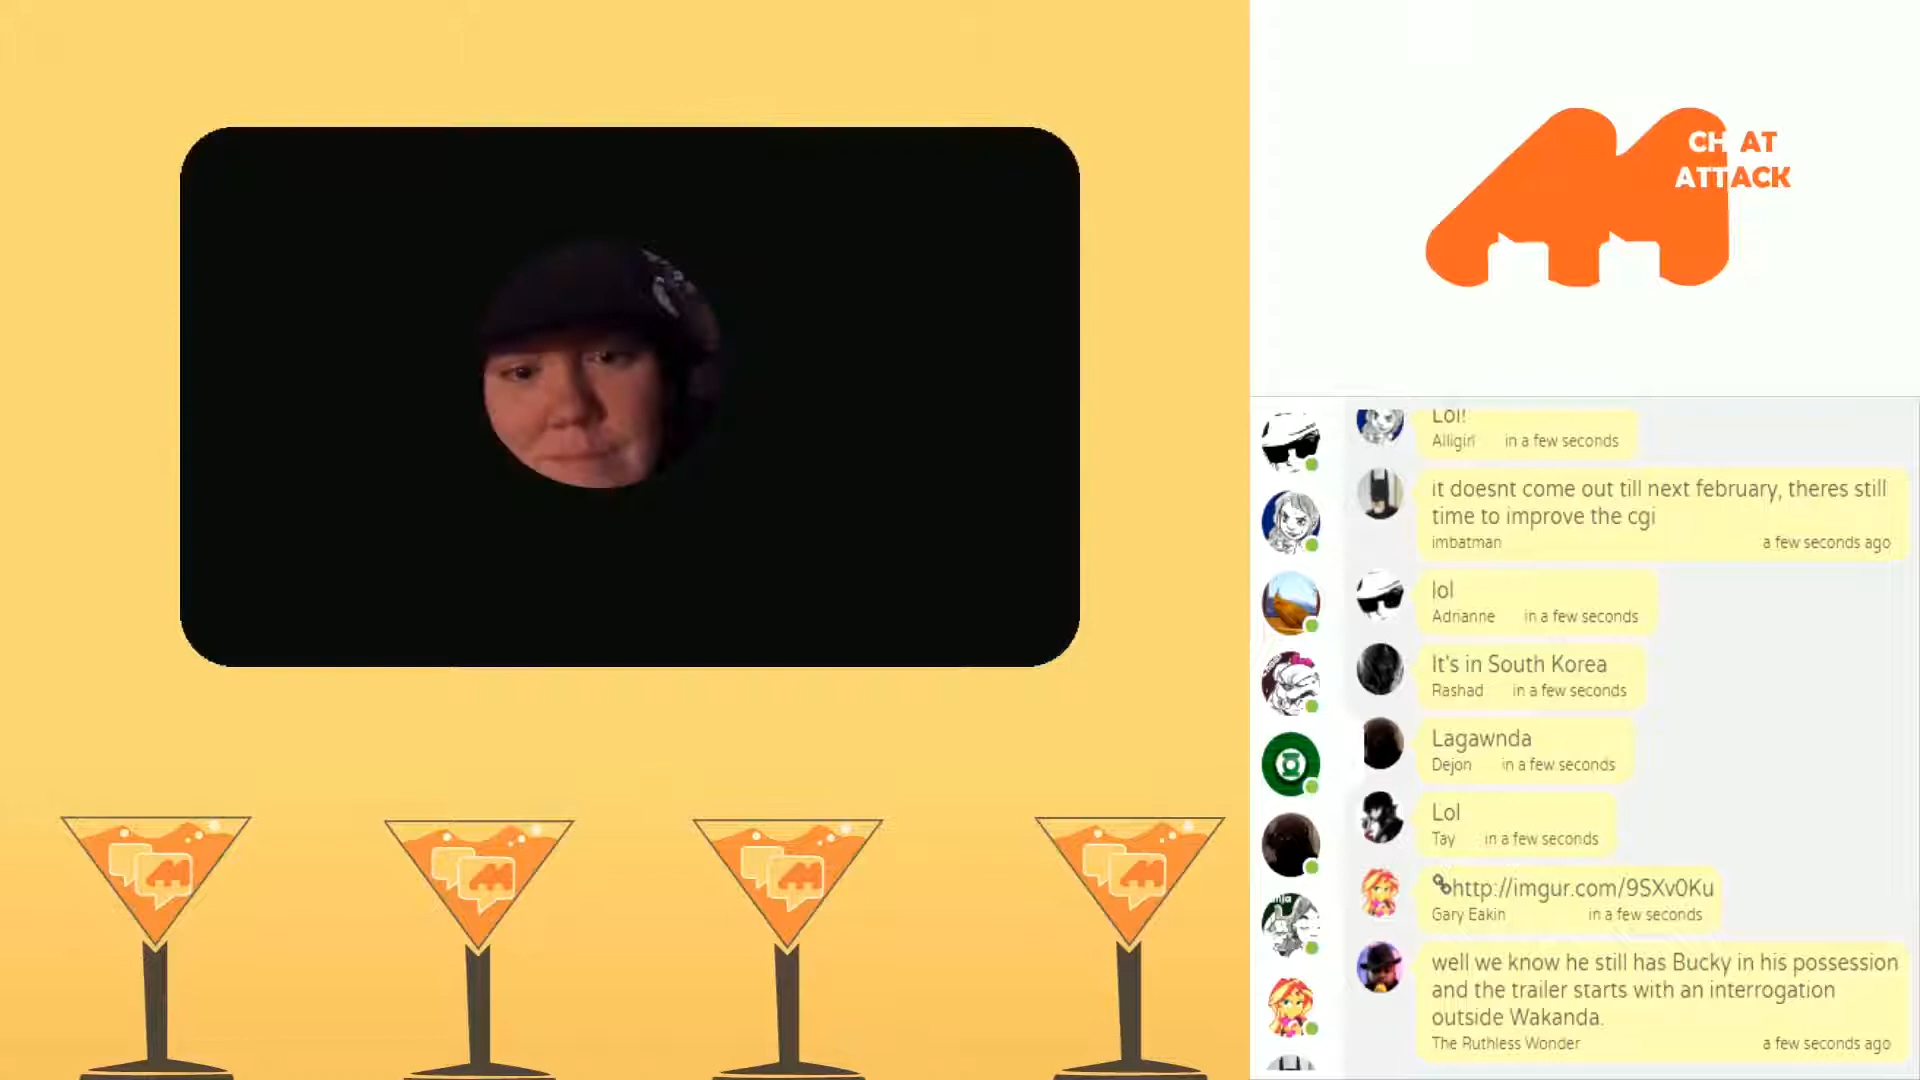 CHAT
ATTACK
Lol!
Alligirl in a few seconds
it doesnt come out till next february, theres still
time to improve the cgi
imbatman a few seconds ago
lol
Adrianne in a few seconds
It's in South Korea
Rashad in a few seconds
Lagawnda
Dejon in a few seconds
Lol
Tay in a few seconds
http://imgur.com/9SXv0Ku
Gary Eakin in a few seconds
well we know he still has Bucky in his possession
and the trailer starts with an interrogation
outside Wakanda.
The Ruthless Wonder a few seconds ago